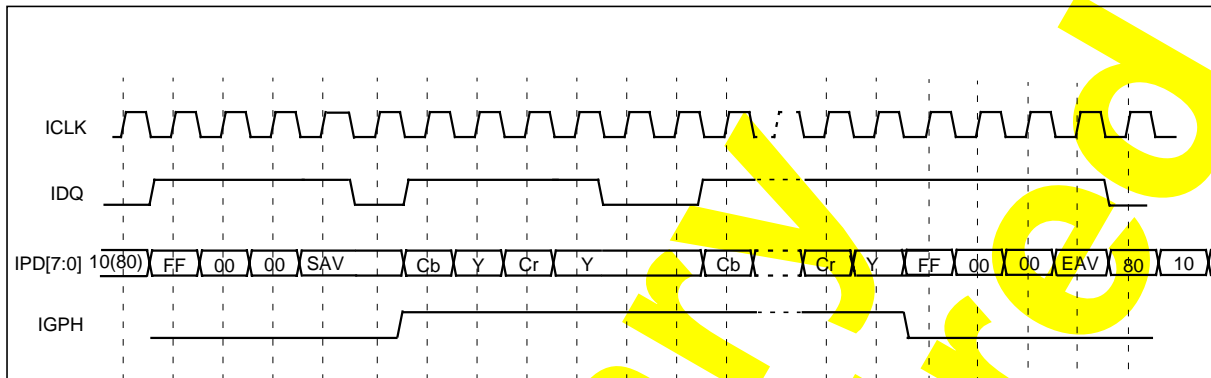 ICLK
IDQ
IPD[7:0] 10(80) FF 00 00 SAV Cb Y Cr Y Cb Cr Y FF 00 00 EAV 80 10
IGPH